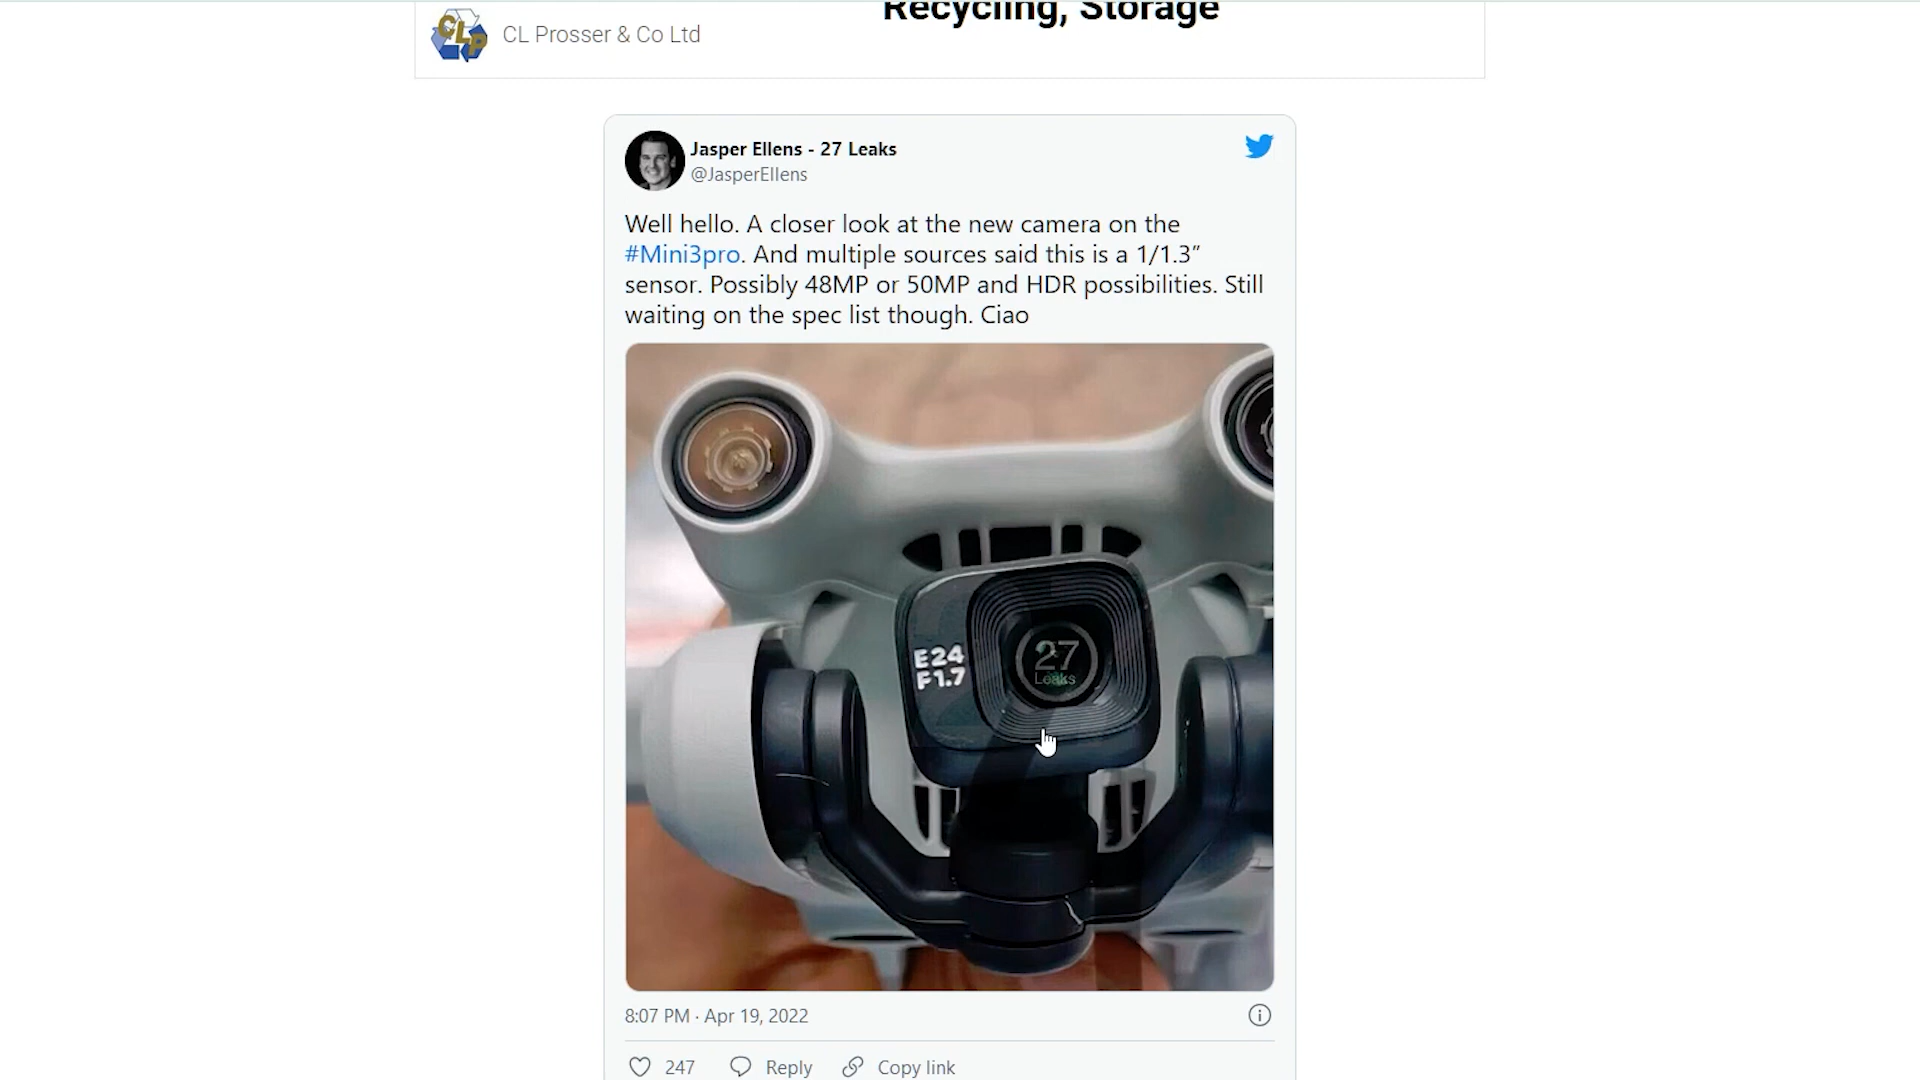 Recycling, Storage
CLP
CL Prosser & Co Ltd
Jasper Ellens - 27 Leaks
@JasperEllens
Well hello. A closer look at the new camera on the
#Mini3pro. And multiple sources said this is a 1/1.3”
sensor. Possibly 48MP or 50MP and HDR possibilities. Still
waiting on the spec list though. Ciao
E24
F1.7
27
Leaks
8:07 PM · Apr 19, 2022
247 Reply Copy link